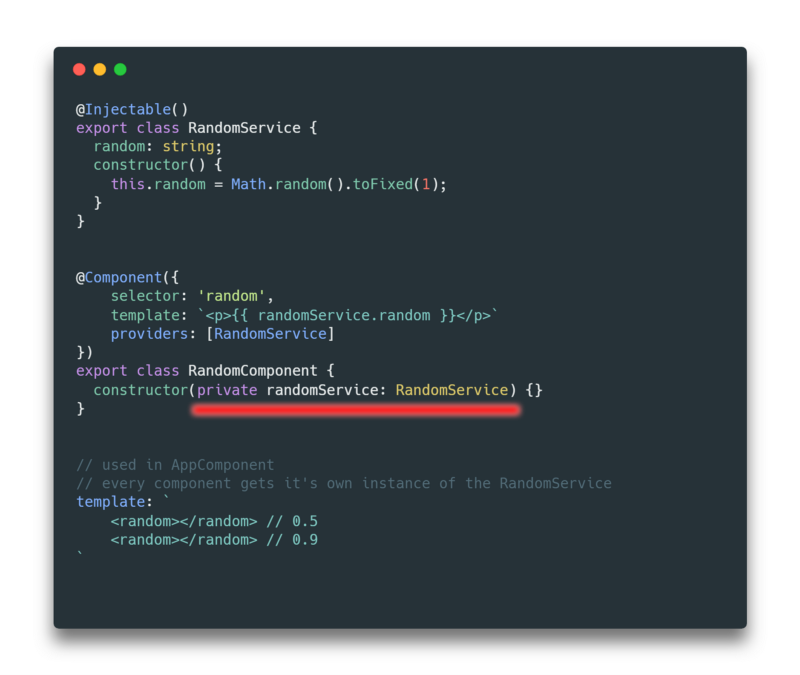 @Injectable()
export class RandomService {
  random: string;
  constructor() {
    this.random = Math.random().toFixed(1);
  }
}
@Component({
    selector: 'random',
    template: `<p>{{ randomService.random }}</p>`
    providers: [RandomService]
})
export class RandomComponent {
  constructor(private randomService: RandomService) {}
}
// used in AppComponent
// every component gets it's own instance of the RandomService
template: `
    <random></random> // 0.5
    <random></random> // 0.9
`